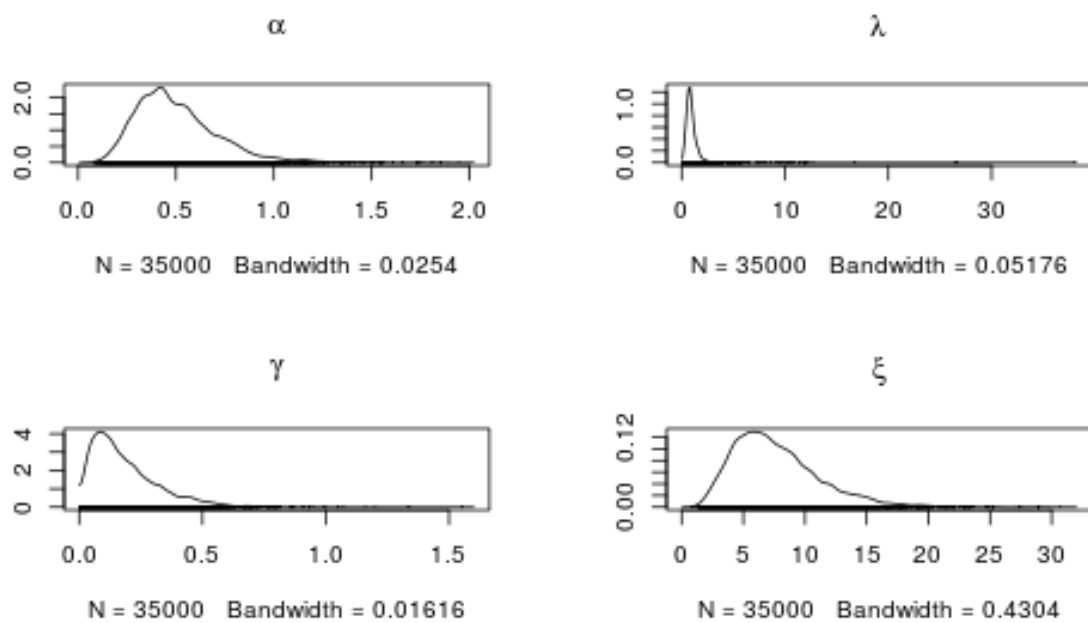 α
2.0
0.0
0.0 0.5 1.0 1.5 2.0
N = 35000 Bandwidth = 0.0254
λ
1.0
0.0
0 10 20 30
N = 35000 Bandwidth = 0.05176
γ
4
2
0
0.0 0.5 1.0 1.5
N = 35000 Bandwidth = 0.01616
ξ
0.12
0.00
0 5 10 15 20 25 30
N = 35000 Bandwidth = 0.4304